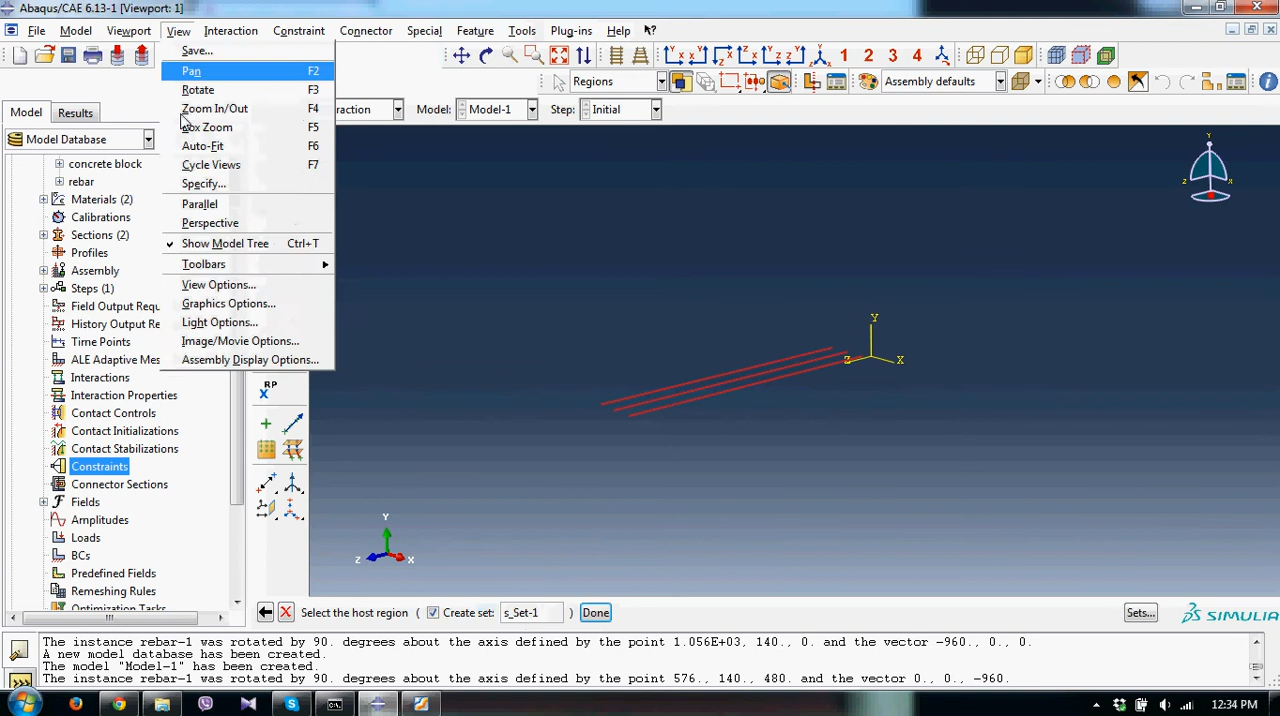 Abaqus/CAE 6.13-1 [Viewport: 1]
File Model Viewport View Interaction Constraint Connector Special Feature Tools Plug-ins Help
Save...
Pan F2
Rotate F3
Zoom In/Out F4
Box Zoom F5
Auto-Fit F6
Cycle Views F7
Specify...
Parallel
Perspective
Show Model Tree Ctrl+T
Toolbars
View Options...
Graphics Options...
Light Options...
Image/Movie Options...
Assembly Display Options...
1 2 3 4
Regions
Assembly defaults
Model: Model-1 Step: Initial
Model Results
Model Database
concrete block
rebar
Materials (2)
Calibrations
Sections (2)
Profiles
Assembly
Steps (1)
Field Output Requ
History Output Re
Time Points
ALE Adaptive Mes
Interactions
Interaction Properties
Contact Controls
Contact Initializations
Contact Stabilizations
Constraints
Connector Sections
Fields
Amplitudes
Loads
BCs
Predefined Fields
Remeshing Rules
Optimization Tasks
RP
Y
Z X
Y
Z X
Y
Z X
Select the host region Create set: s_Set-1 ) Done Sets...
SIMULIA
The instance rebar-1 was rotated by 90. degrees about the axis defined by the point 1.056E+03, 140., 0. and the vector -960., 0., 0.
A new model database has been created.
The model "Model-1" has been created.
The instance rebar-1 was rotated by 90. degrees about the axis defined by the point 576., 140., 480. and the vector 0., 0., -960.
12:34 PM